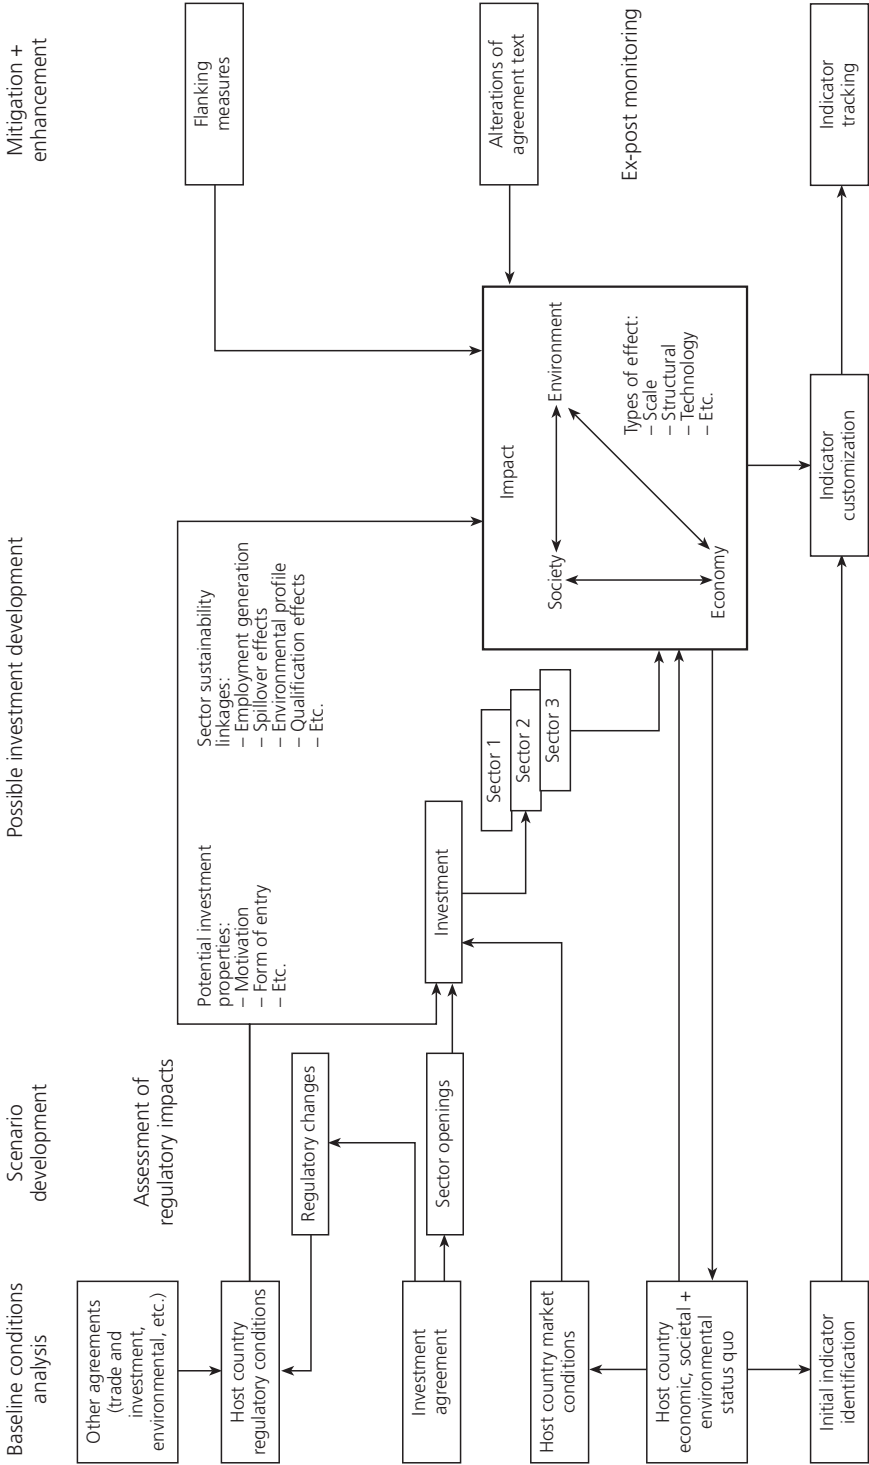 Baseline conditions
analysis
Scenario
development
Possible investment development
Mitigation +
enhancement
Other agreements
(trade and
investment,
environmental, etc.)
Host country
regulatory conditions
Investment
agreement
Host country market
conditions
Host country
economic, societal +
environmental
status quo
Initial indicator
identification
Assessment of
regulatory impacts
Regulatory changes
Sector openings
Potential investment
properties:
– Motivation
– Form of entry
– Etc.
Investment
Sector sustainability
linkages:
– Employment generation
– Spillover effects
– Environmental profile
– Qualification effects
– Etc.
Sector 1
Sector 2
Sector 3
Impact
Society
Environment
Economy
Types of effect:
– Scale
– Structural
– Technology
– Etc.
Indicator
customization
Flanking
measures
Alterations of
agreement text
Ex-post monitoring
Indicator
tracking